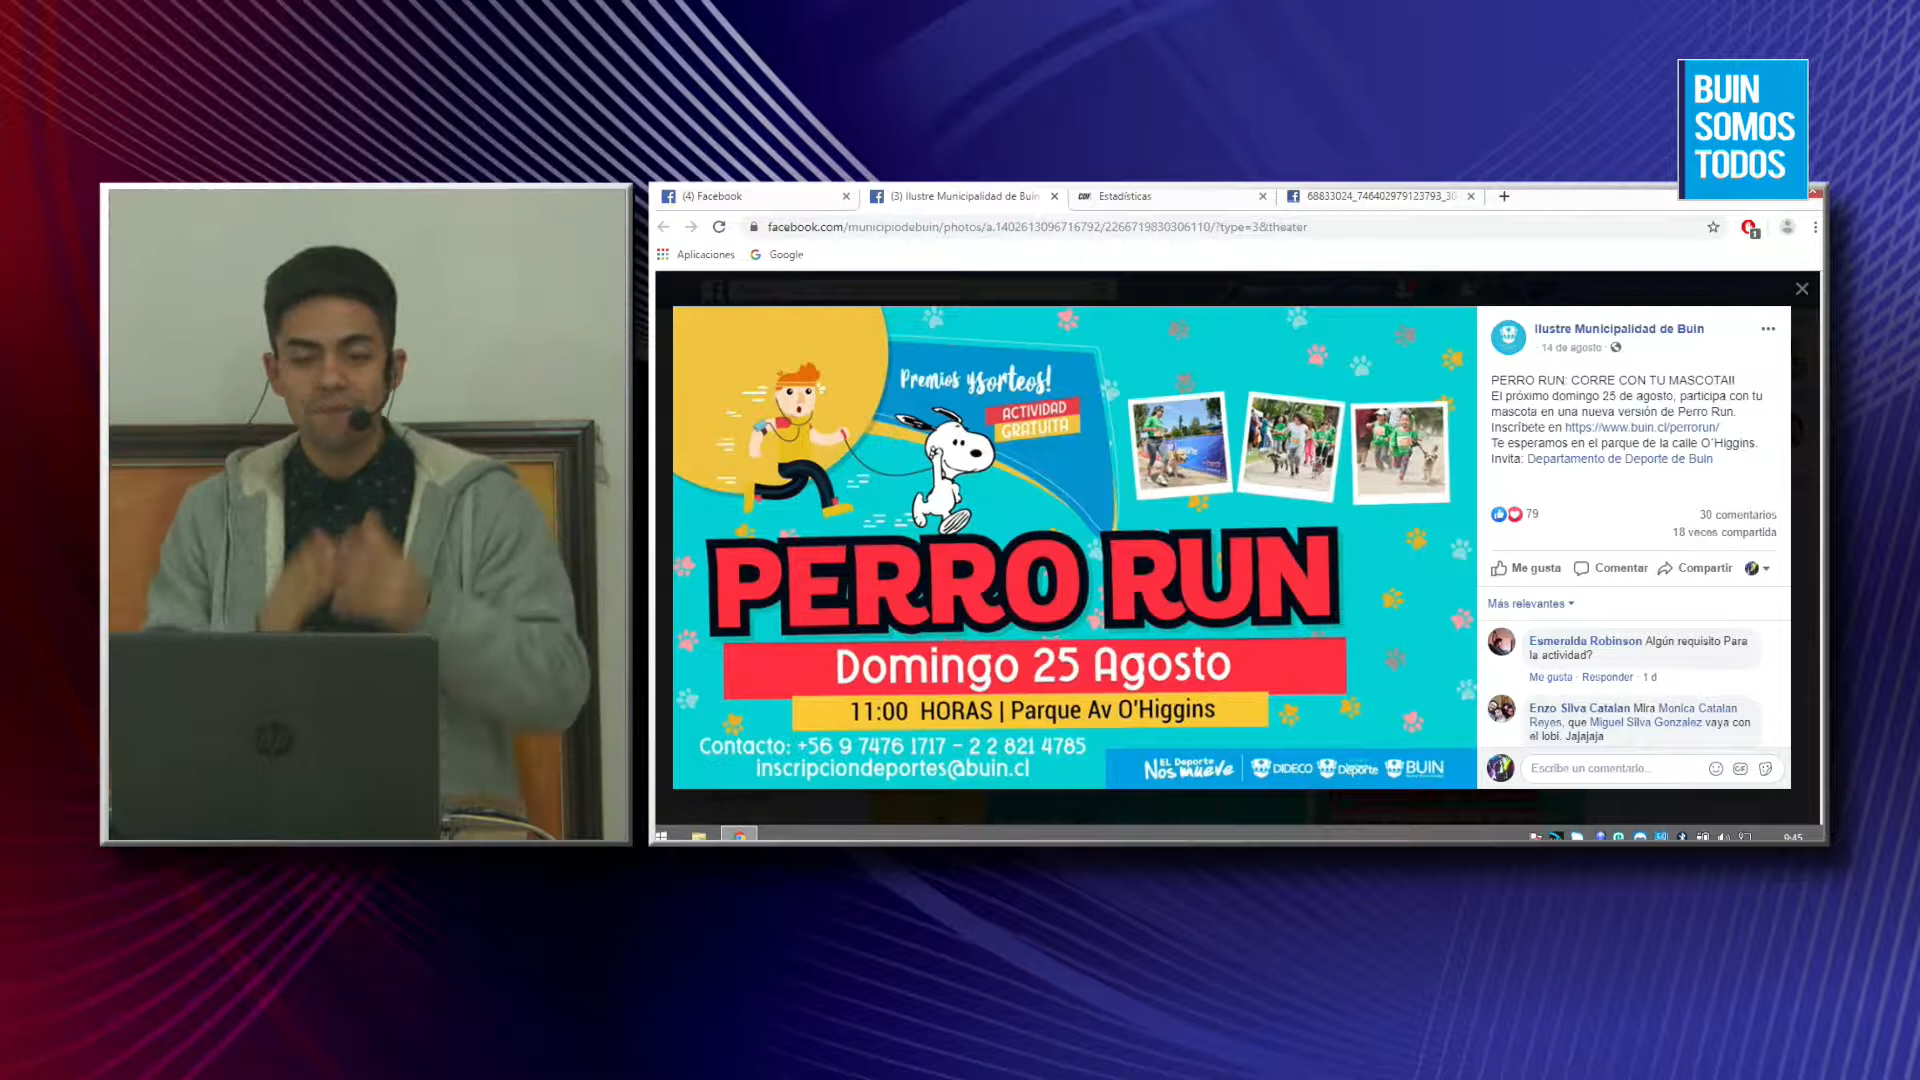 BUIN
SOMOS
TODOS
(4) Facebook
(3) Ilustre Municipalidad de Buin
CDF Estadísticas
68833024_746402979123793_30
facebook.com/municipiodebuin/photos/a.1402613096716792/2266719830306110/?type=3&theater
1
Aplicaciones
Google
Premios y sorteos!
ACTIVIDAD
GRATUITA
PERRO RUN
Domingo 25 Agosto
11:00 HORAS | Parque Av O'Higgins
Contacto: +56 9 7476 1717 - 2 2 821 4785
inscripciondeportes@buin.cl
EL Deporte
Nos mueve
DIDECO
Deporte
BUIN
Ilustre Municipalidad de Buin
14 de agosto
PERRO RUN: CORRE CON TU MASCOTA!!
El próximo domingo 25 de agosto, participa con tu
mascota en una nueva versión de Perro Run.
Inscríbete en https://www.buin.cl/perrorun/
Te esperamos en el parque de la calle O´Higgins.
Invita: Departamento de Deporte de Buin
79
30 comentarios
18 veces compartida
Me gusta
Comentar
Compartir
Más relevantes
Esmeralda Robinson Algún requisito Para
la actividad?
Me gusta · Responder · 1 d
Enzo Silva Catalan Mira Monica Catalan
Reyes, que Miguel Silva Gonzalez vaya con
el lobi. Jajajaja
Escribe un comentario...
GIF
hp
9:45